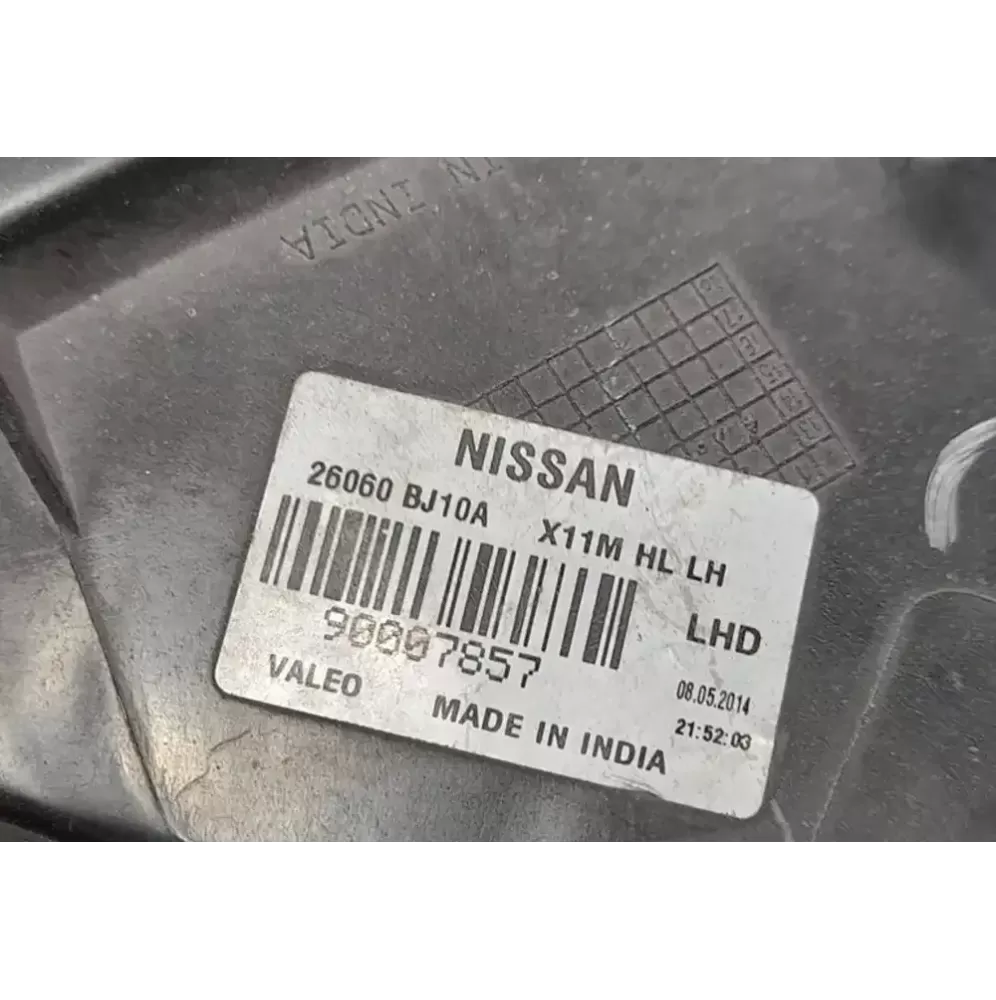 IN INDIA
NISSAN
26060 BJ10A X11M HL LH
LHD
90007857
VALEO
MADE IN INDIA
08.05.2014
21:52:03